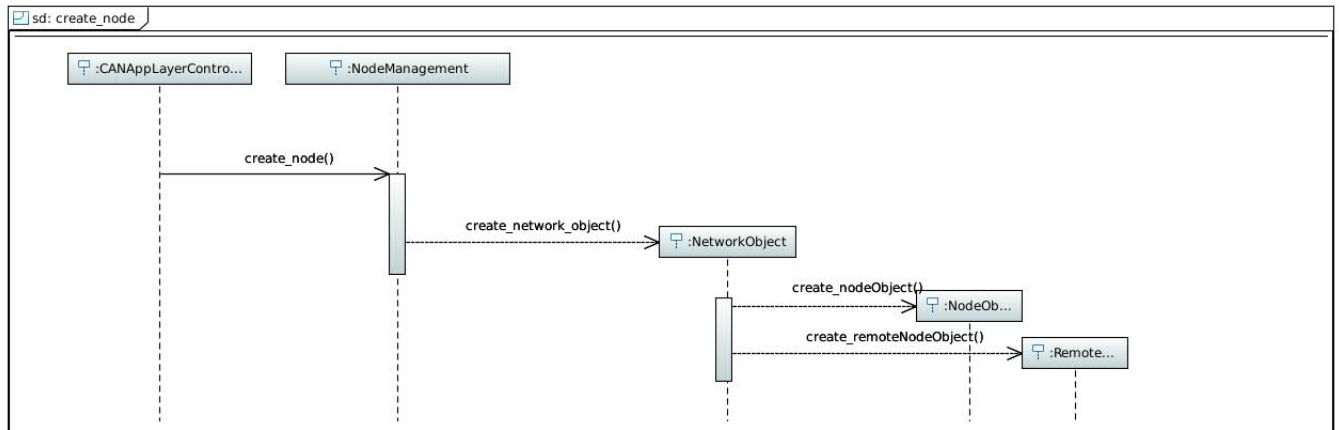 sd: create_node
:CANAppLayerContro...
:NodeManagement
create_node()
create_network_object()
:NetworkObject
create_nodeObject()
:NodeOb...
create_remoteNodeObject()
:Remote...